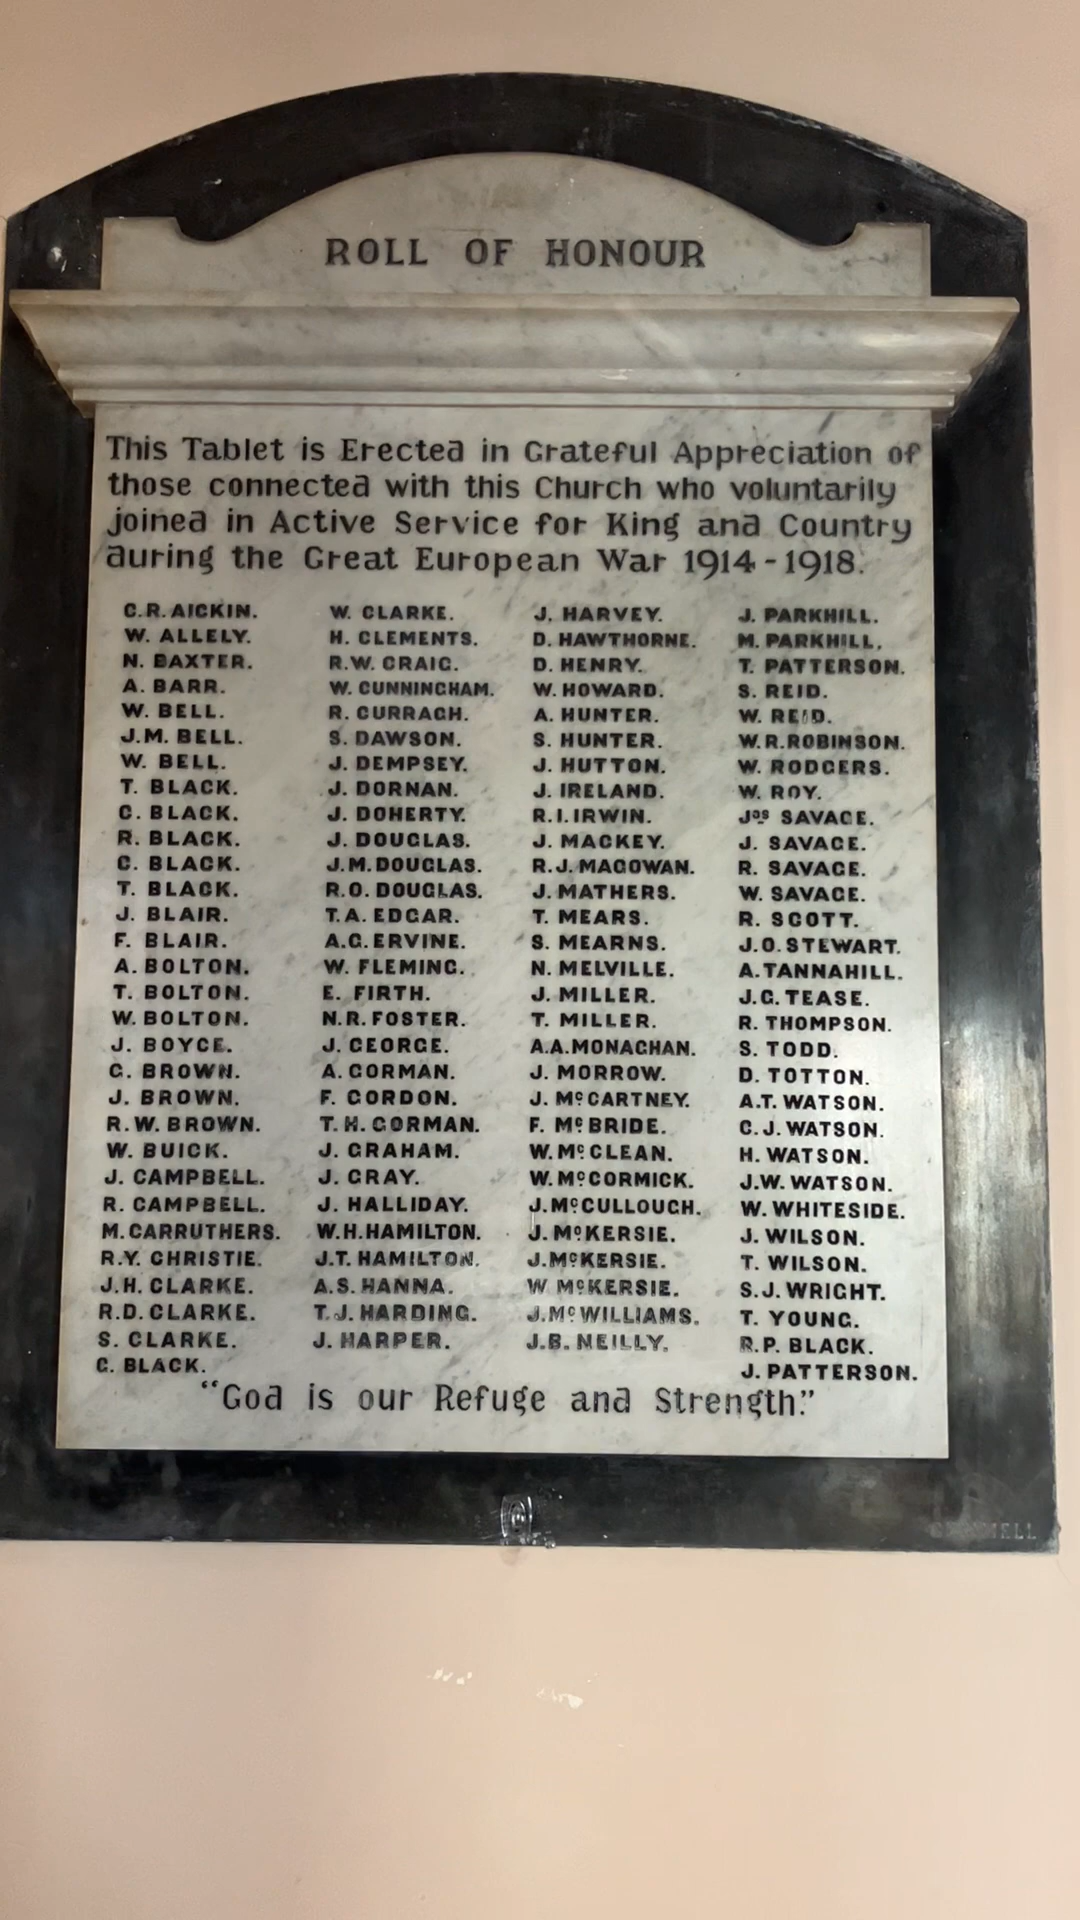 ROLL OF HONOUR
This Tablet is Erected in Grateful Appreciation of
those connected with this Church who voluntarily
joined in Active Service for King and Country
during the Great European War 1914-1918.
C.R. AICKIN.
W. ALLELY.
N. BAXTER.
A. BARR.
W. BELL.
J.M. BELL.
W. BELL.
T. BLACK.
C. BLACK.
R. BLACK.
C. BLACK.
T. BLACK.
J. BLAIR.
F. BLAIR.
A. BOLTON.
T. BOLTON.
W. BOLTON.
J. BOYCE.
G. BROWN.
J. BROWN.
R.W. BROWN.
W. BUICK.
J. CAMPBELL.
R. CAMPBELL.
M. CARRUTHERS.
R.Y. CHRISTIE.
J.H. CLARKE.
R.D. CLARKE.
S. CLARKE.
G. BLACK.
W. CLARKE.
H. CLEMENTS.
R.W. CRAIG.
W. CUNNINGHAM.
R. CURRAGH.
S. DAWSON.
J. DEMPSEY.
J. DORNAN.
J. DOHERTY.
J. DOUGLAS.
J.M. DOUGLAS.
R.O. DOUGLAS.
T.A. EDGAR.
A.G. ERVINE.
W. FLEMING.
E. FIRTH.
N.R. FOSTER.
J. GEORGE.
A. GORMAN.
F. GORDON.
T.H. GORMAN.
J. GRAHAM.
J. GRAY.
J. HALLIDAY.
W.H. HAMILTON.
J.T. HAMILTON.
A.S. HANNA.
T.J. HARDING.
J. HARPER.
J. HARVEY.
D. HAWTHORNE.
D. HENRY.
W. HOWARD.
A. HUNTER.
S. HUNTER.
J. HUTTON.
J. IRELAND.
R.I. IRWIN.
J. MACKEY.
R.J. MAGOWAN.
J. MATHERS.
T. MEARS.
S. MEARNS.
N. MELVILLE.
J. MILLER.
T. MILLER.
A.A. MONAGHAN.
J. MORROW.
J. McCARTNEY.
F. McBRIDE.
W. McCLEAN.
W. McCORMICK.
J. McCULLOUGH.
J. McKERSIE.
J. McKERSIE.
W McKERSIE.
J. McWILLIAMS.
J.B. NEILLY.
J. PARKHILL.
M. PARKHILL.
T. PATTERSON.
S. REID.
W. REID.
W.R. ROBINSON.
W. RODGERS.
W. ROY.
Jos SAVAGE.
J. SAVAGE.
R. SAVAGE.
W. SAVAGE.
R. SCOTT.
J.O. STEWART.
A. TANNAHILL.
J.G. TEASE.
R. THOMPSON.
S. TODD.
D. TOTTON.
A.T. WATSON.
C.J. WATSON.
H. WATSON.
J.W. WATSON.
W. WHITESIDE.
J. WILSON.
T. WILSON.
S.J. WRIGHT.
T. YOUNG.
R.P. BLACK.
J. PATTERSON.
"God is our Refuge and Strength."